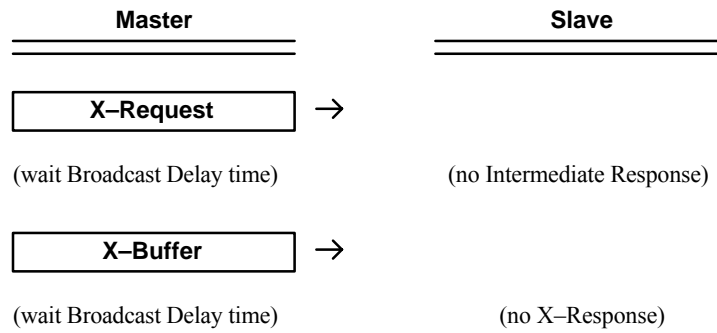 Master Slave
X–Request
(wait Broadcast Delay time) (no Intermediate Response)
X–Buffer
(wait Broadcast Delay time) (no X–Response)